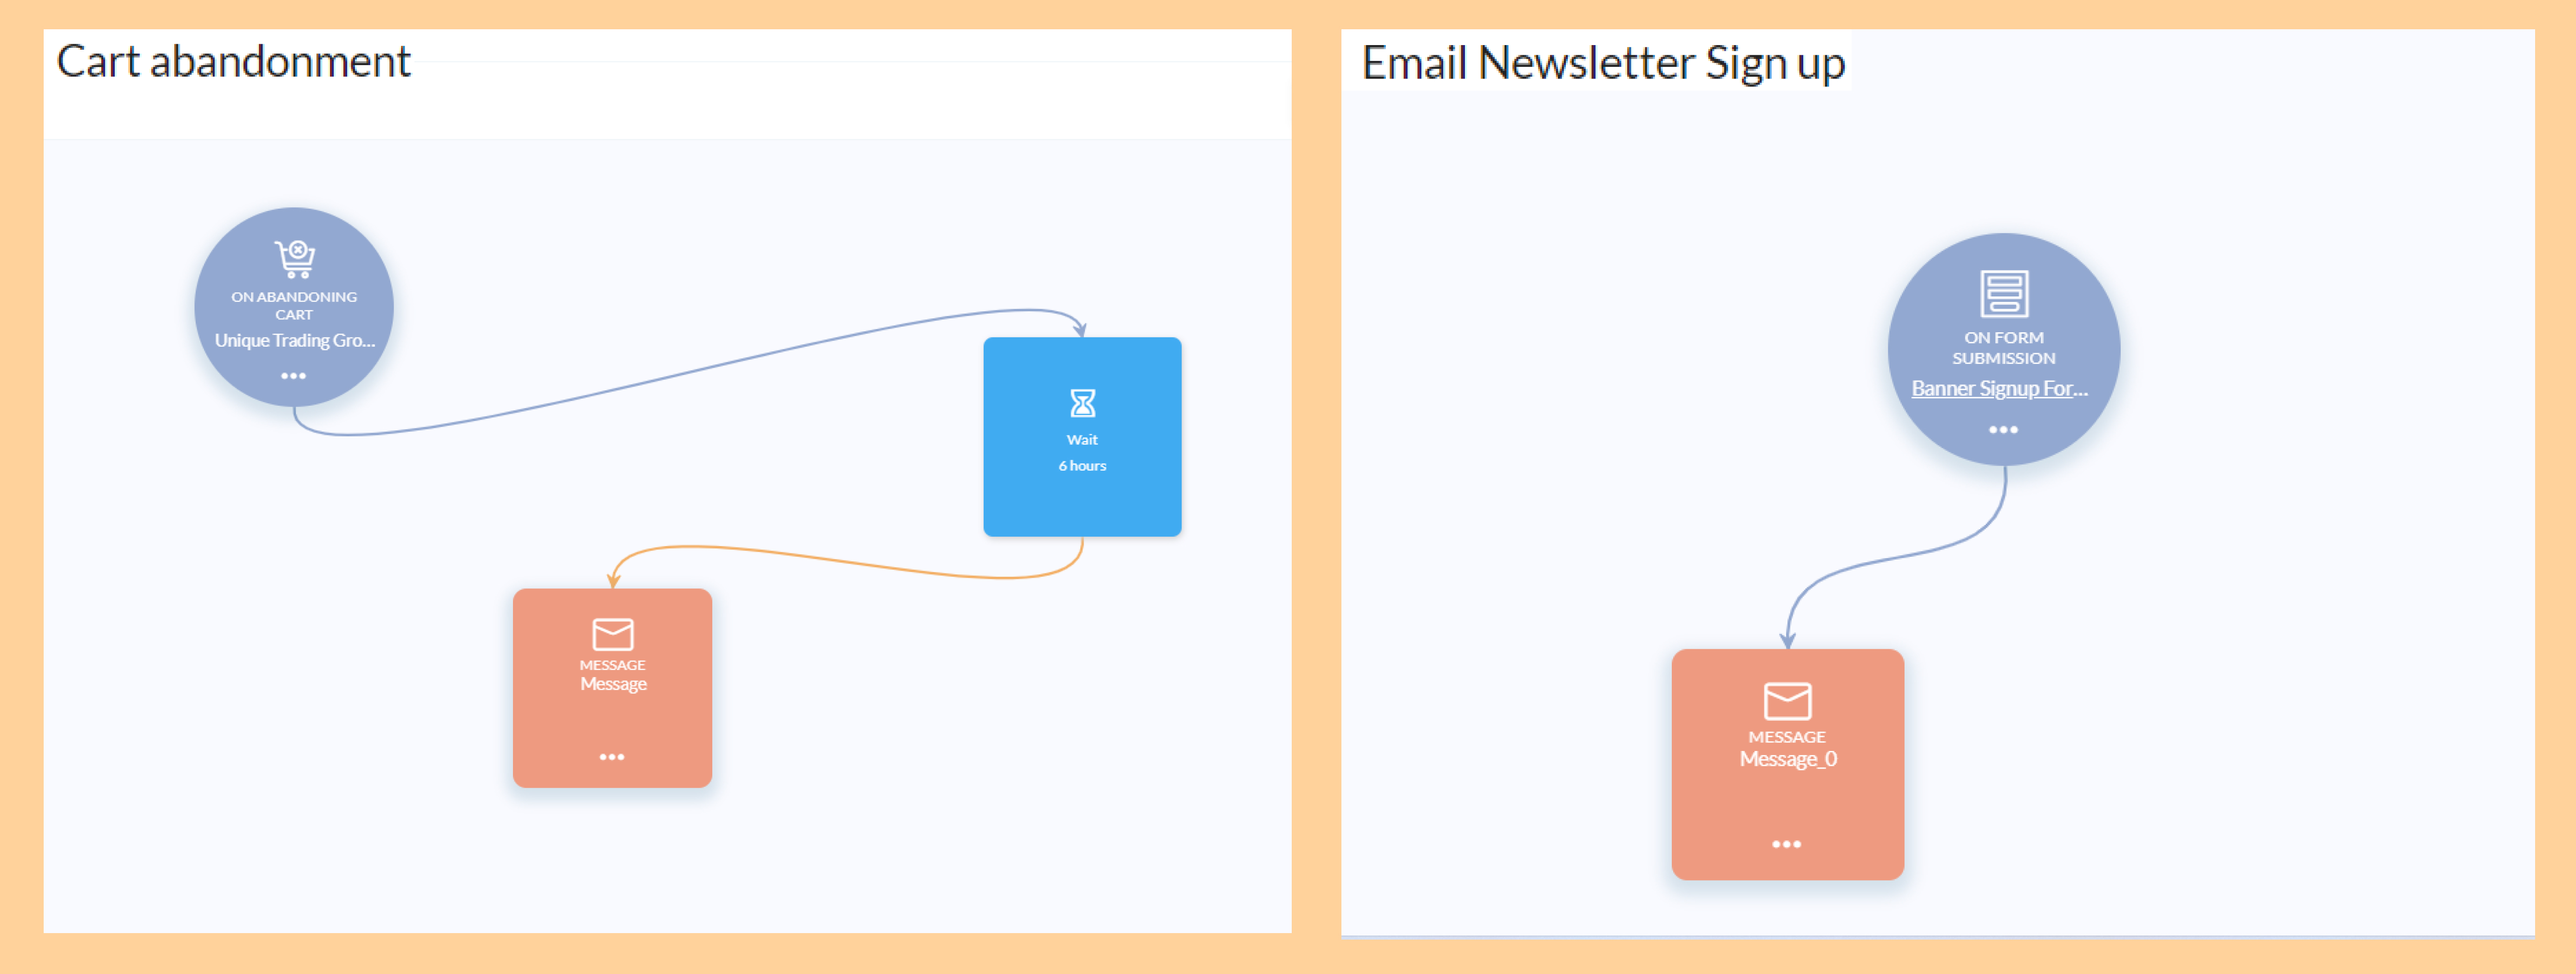 Cart abandonment
ON ABANDONING
CART
Unique Trading Gro...
Wait
6 hours
MESSAGE
Message
Email Newsletter Sign up
ON FORM
SUBMISSION
Banner Signup For...
MESSAGE
Message_0